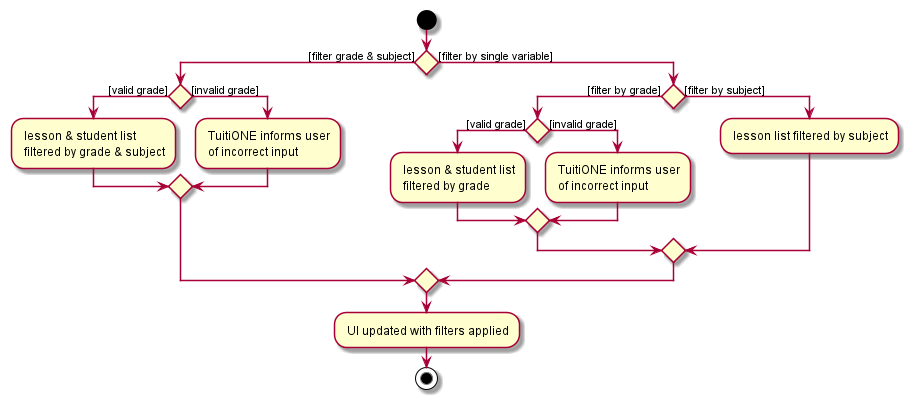 [filter grade & subject]
[filter by single variable]
[valid grade]
[invalid grade]
[filter by grade]
[filter by subject]
lesson & student list
filtered by grade & subject
TuitiONE informs user
of incorrect input
[valid grade]
[invalid grade]
lesson list filtered by subject
lesson & student list
filtered by grade
TuitiONE informs user
of incorrect input
UI updated with filters applied